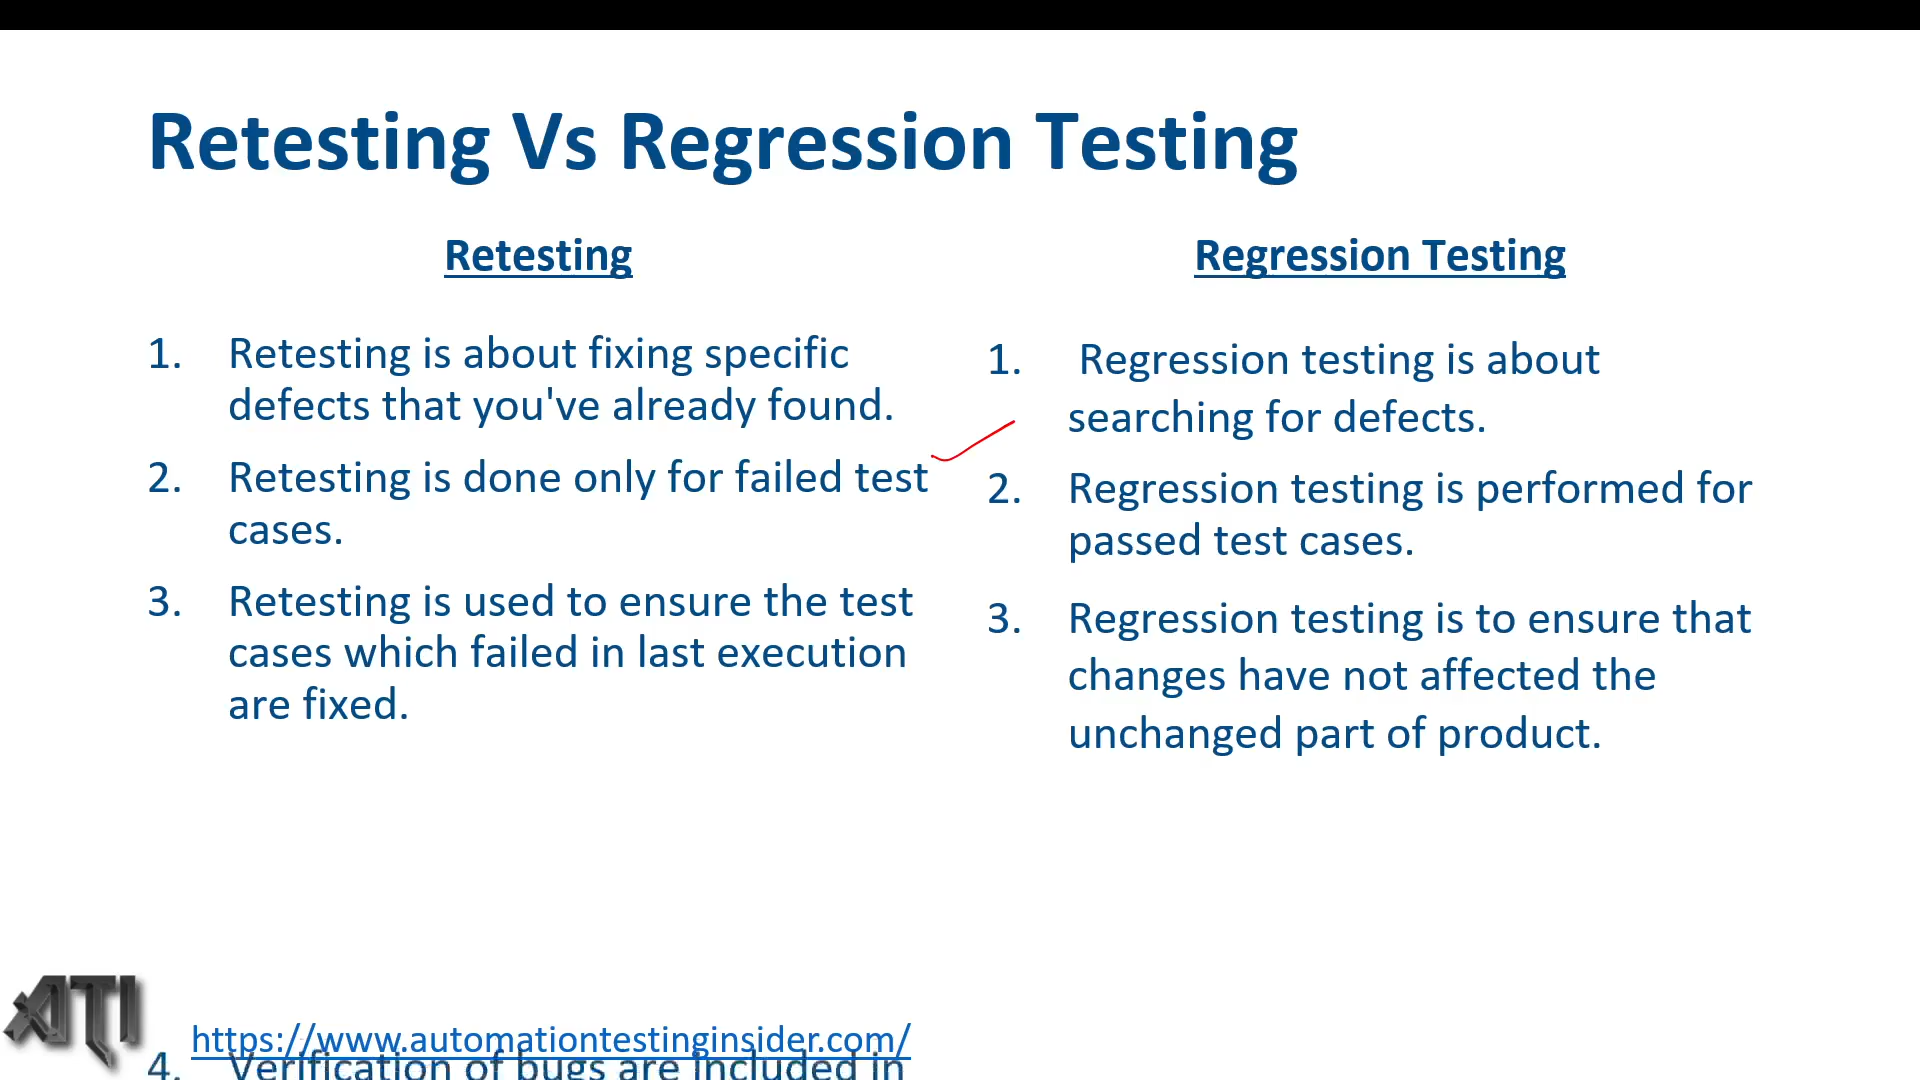 Retesting Vs Regression Testing
Retesting
1. Retesting is about fixing specific
defects that you've already found.
2. Retesting is done only for failed test
cases.
3. Retesting is used to ensure the test
cases which failed in last execution
are fixed.
Regression Testing
1. Regression testing is about
searching for defects.
2. Regression testing is performed for
passed test cases.
3. Regression testing is to ensure that
changes have not affected the
unchanged part of product.
ATI
https://www.automationtestinginsider.com/
4. Verification of bugs are included in